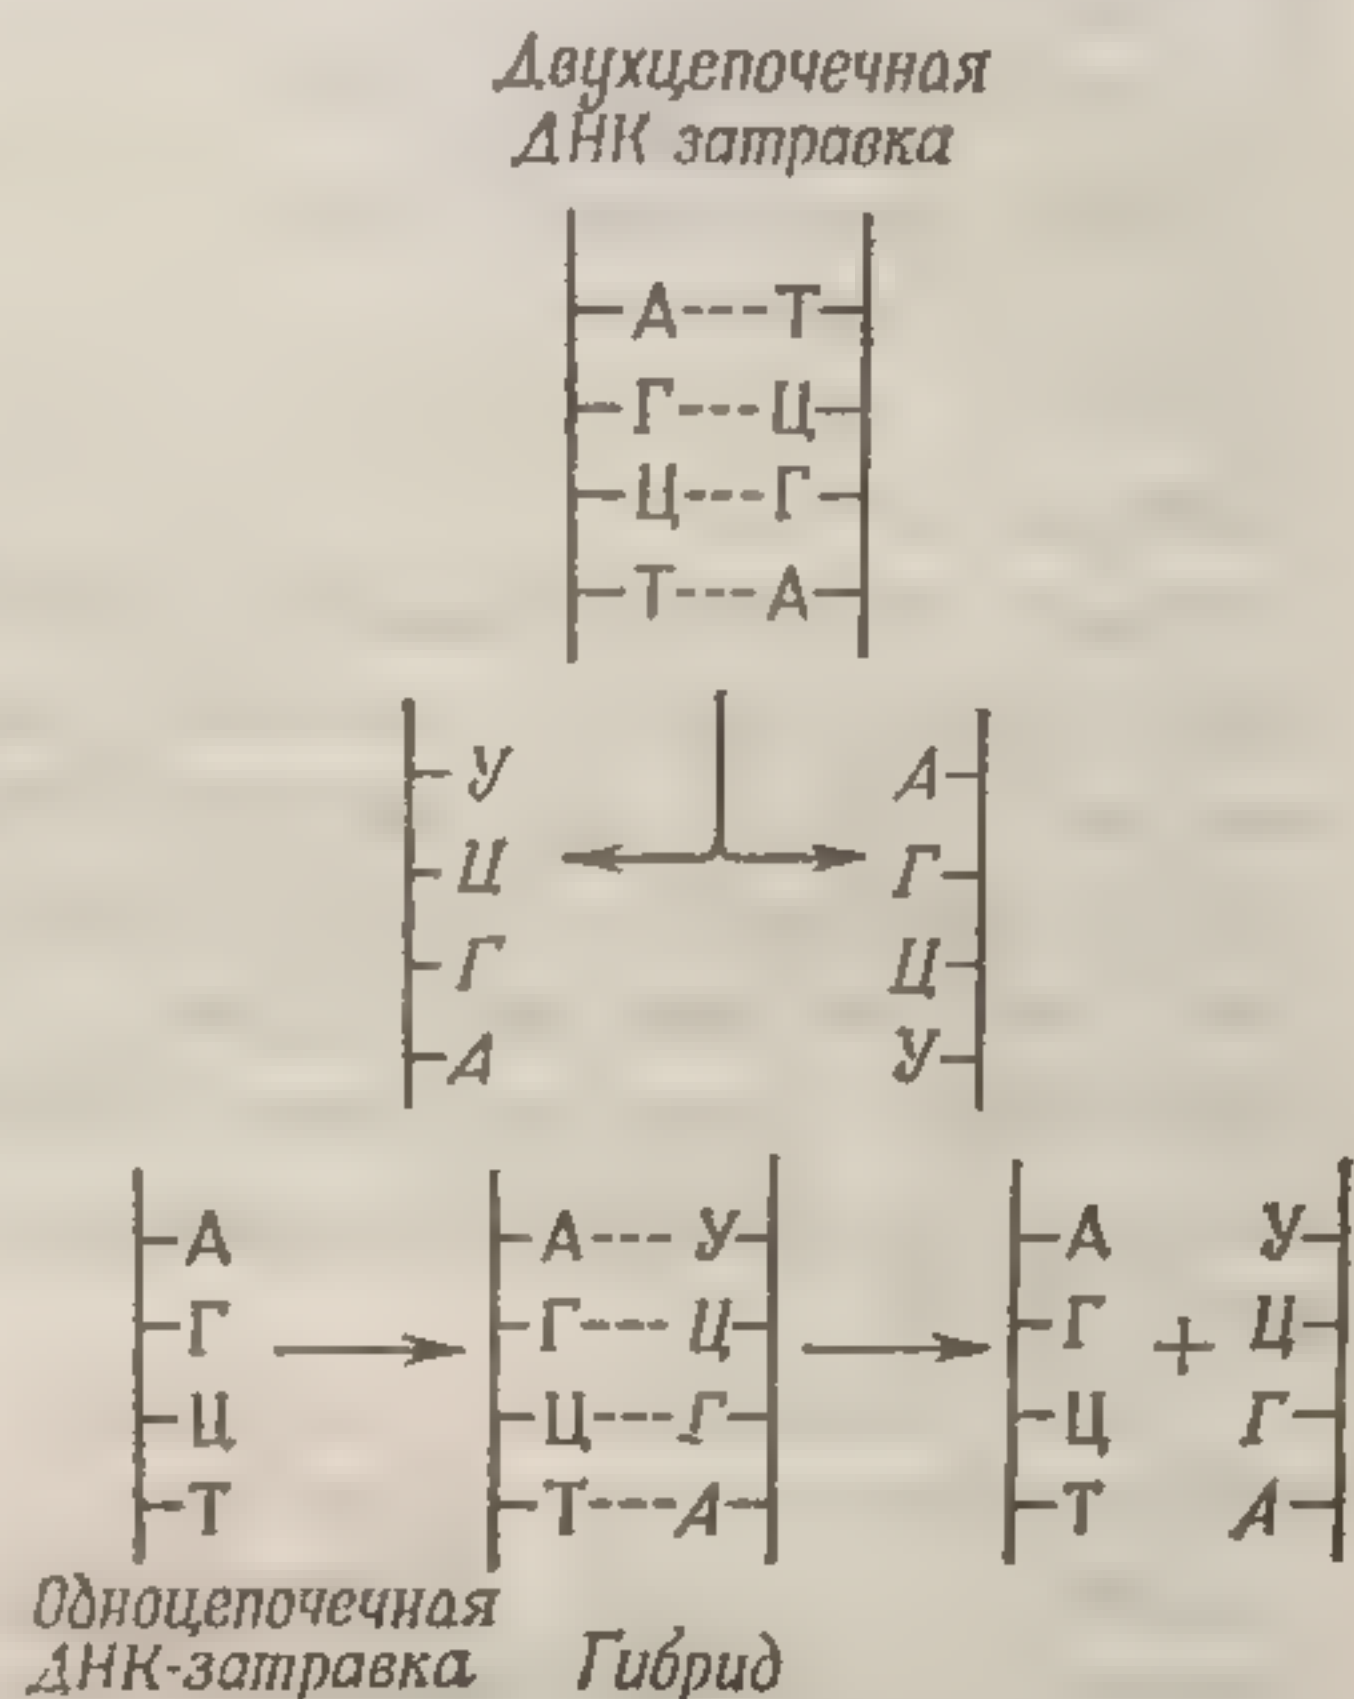 Двухцепочечная
ДНК затравка
А----Т
Г---Ц
Ц---Г
Т---А
У А
Ц Г
Г Ц
А У
А А---У А У
Г Г---Ц Г + Ц
Ц Ц---Г Ц Г
Т Т---А Т А
Одноцепочечная
ДНК-затравка Гибрид